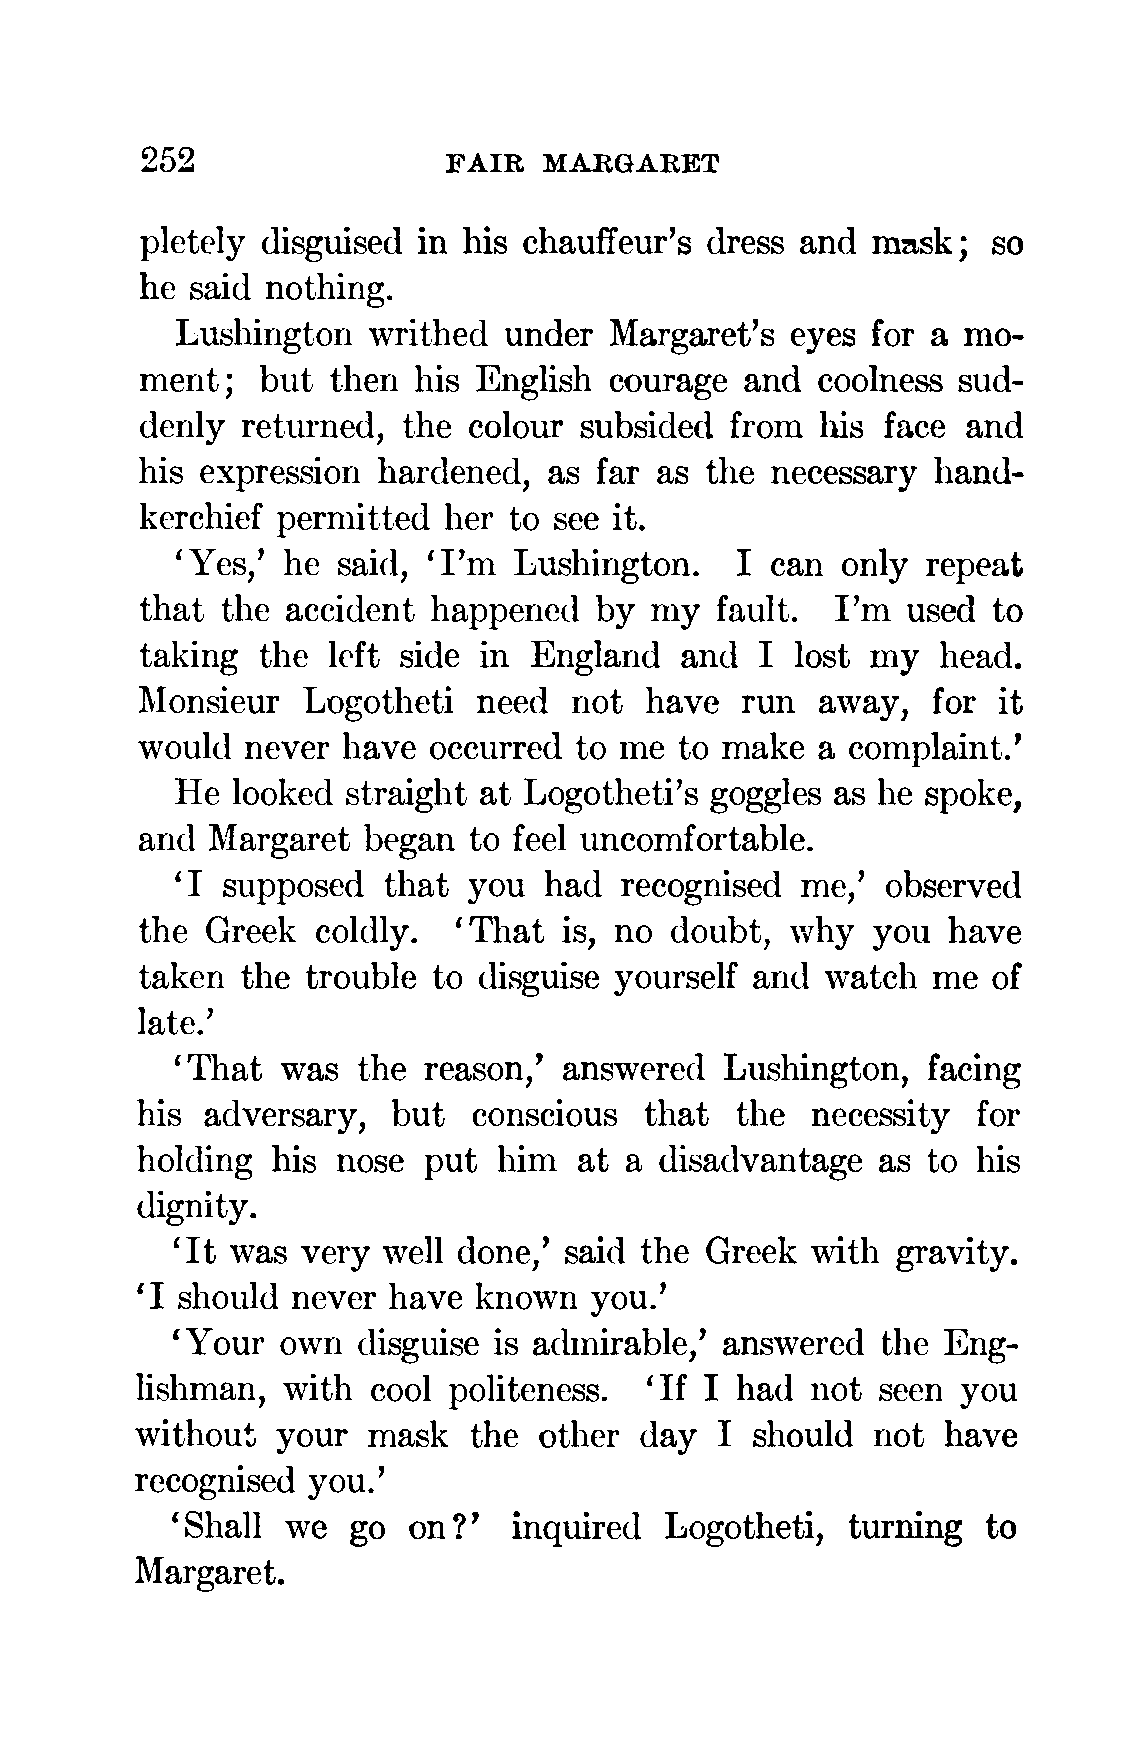 252 FAIR MARGARET
pletely disguised in his chauffeur's dress and mask; so
he said nothing.
Lushington writhed under Margaret's eyes for a mo-
ment; but then his English courage and coolness sud-
denly returned, the colour subsided from his face and
his expression hardened, as far as the necessary hand-
kerchief permitted her to see it.
'Yes,' he said, 'I'm Lushington. I can only repeat
that the accident happened by my fault. I'm used to
taking the left side in England and I lost my head.
Monsieur Logotheti need not have run away, for it
would never have occurred to me to make a complaint.'
He looked straight at Logotheti's goggles as he spoke,
and Margaret began to feel uncomfortable.
'I supposed that you had recognised me,' observed
the Greek coldly. 'That is, no doubt, why you have
taken the trouble to disguise yourself and watch me of
late.'
'That was the reason,' answered Lushington, facing
his adversary, but conscious that the necessity for
holding his nose put him at a disadvantage as to his
dignity.
'It was very well done,' said the Greek with gravity.
'I should never have known you.'
'Your own disguise is admirable,' answered the Eng-
lishman, with cool politeness. 'If I had not seen you
without your mask the other day I should not have
recognised you.'
'Shall we go on?' inquired Logotheti, turning to
Margaret.